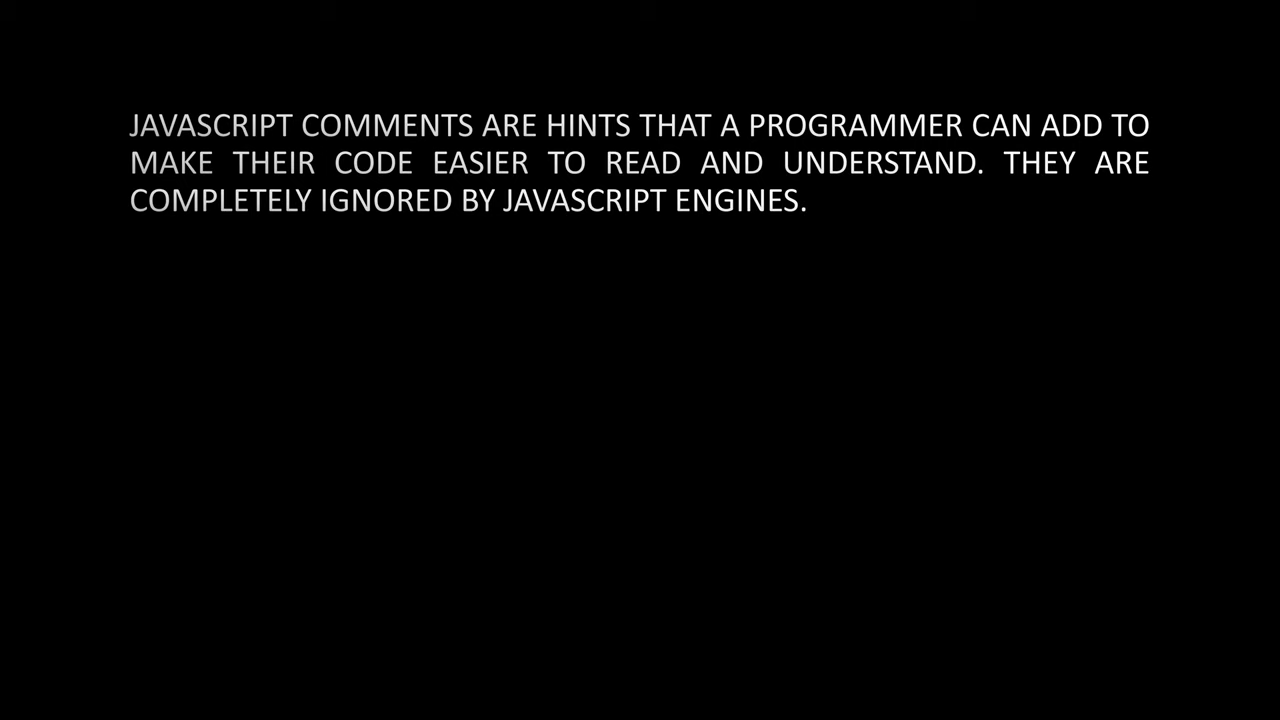 JAVASCRIPT COMMENTS ARE HINTS THAT A PROGRAMMER CAN ADD TO
MAKE THEIR CODE EASIER TO READ AND UNDERSTAND. THEY ARE
COMPLETELY IGNORED BY JAVASCRIPT ENGINES.